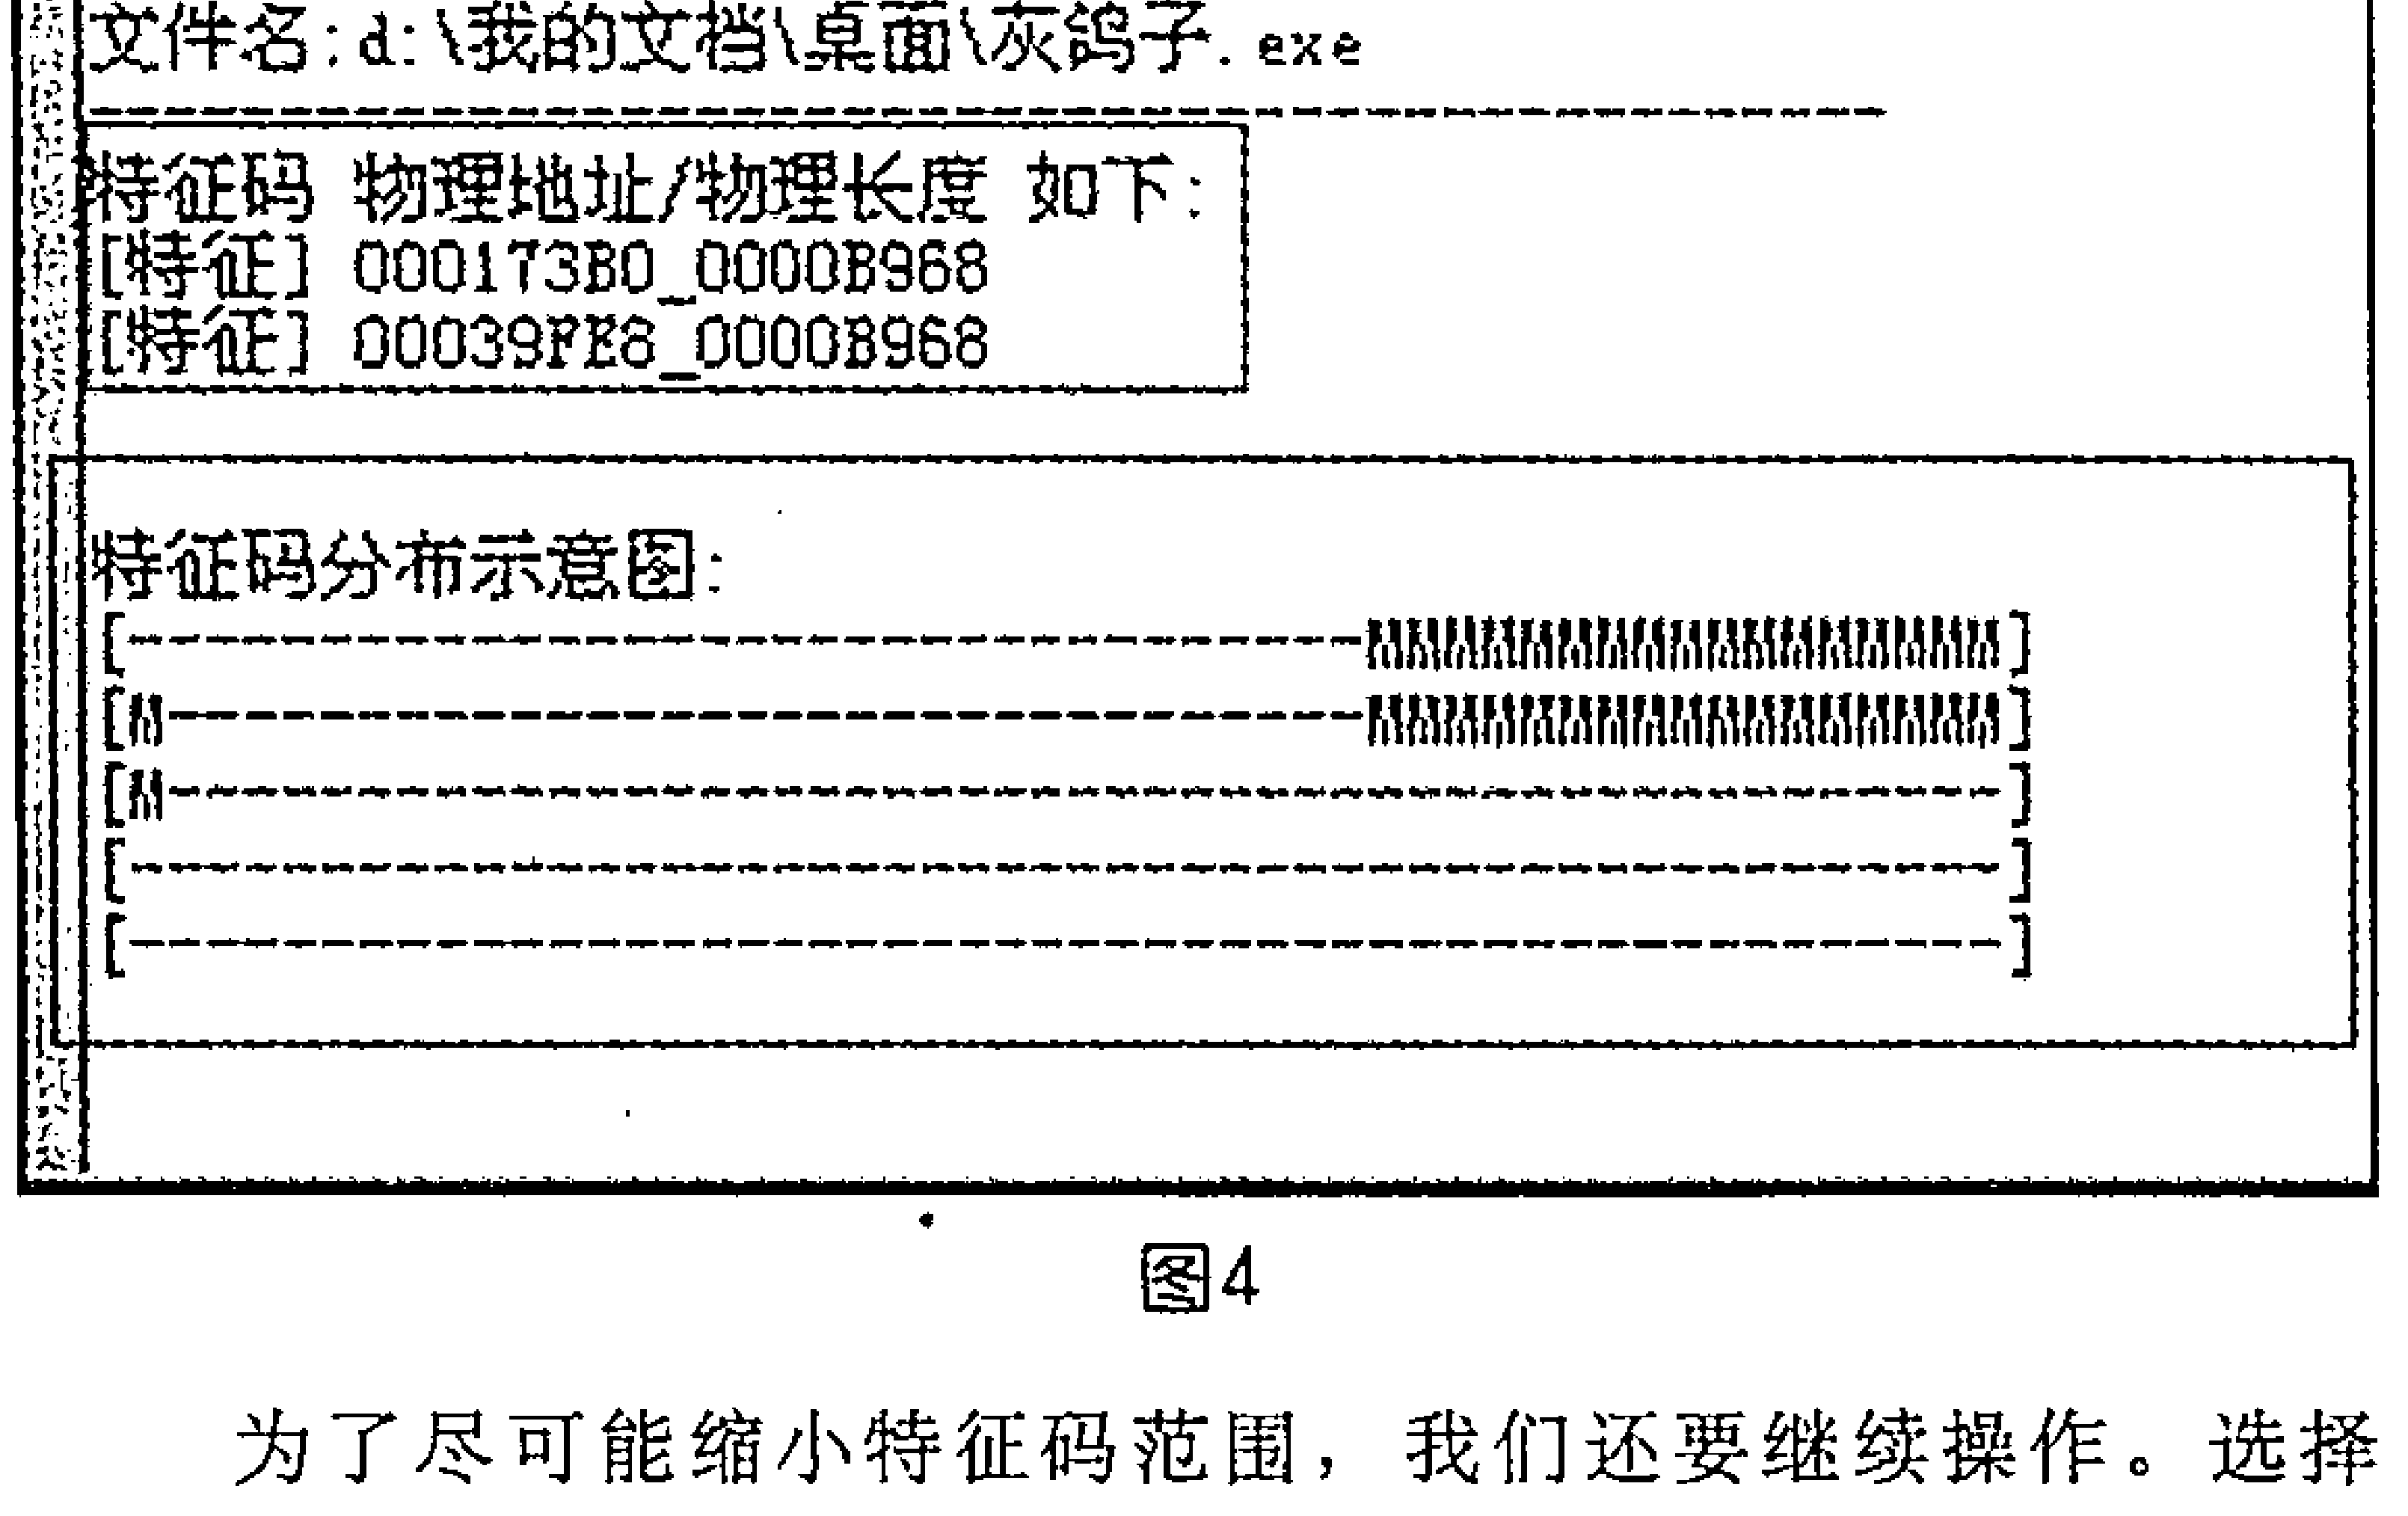 文件名:d:\我的文档\桌面\灰鸽子.exe
--------------------------------------------------
特征码 物理地址/物理长度 如下:
[特征] 000173B0_0000B968
[特征] 00039FE8_0000B968
特征码分布示意图:
[---------------------------------MMMMMMMMMMMMMMMMM]
[M--------------------------------MMMMMMMMMMMMMMMMM]
[M-------------------------------------------------]
[--------------------------------------------------]
[--------------------------------------------------]
图4
为了尽可能缩小特征码范围，我们还要继续操作。选择